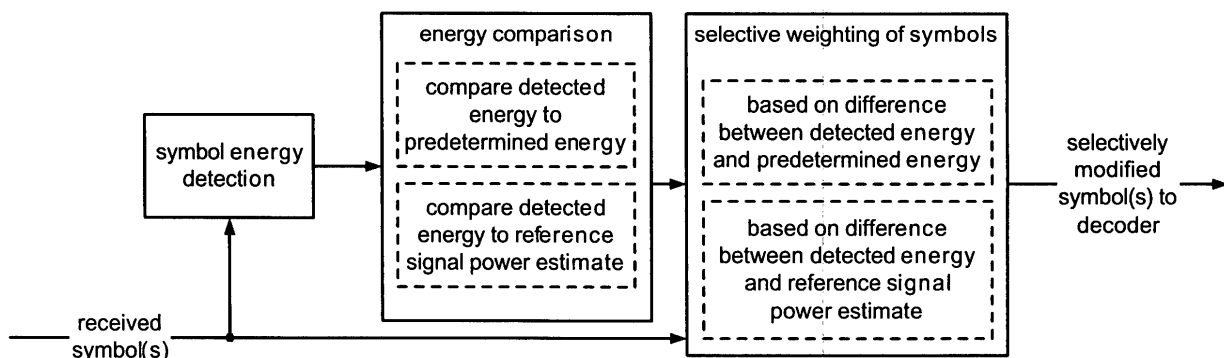 energy comparison
compare detected
energy to
predetermined energy
compare detected
energy to reference
signal power estimate
selective weighting of symbols
based on difference
between detected energy
and predetermined energy
based on difference
between detected energy
and reference signal
power estimate
symbol energy
detection
selectively
modified
symbol(s) to
decoder
received
symbol(s)